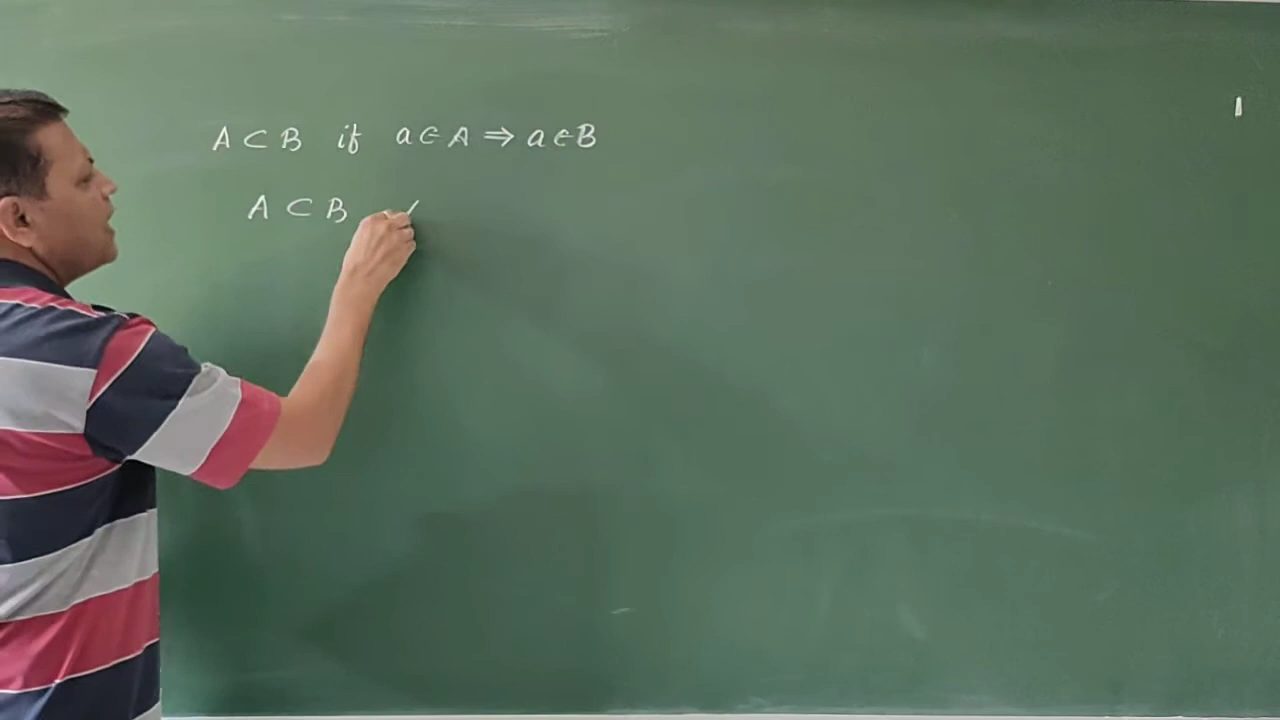 A ⊂ B if a ∈ A ⇒ a ∈ B
A ⊂ B